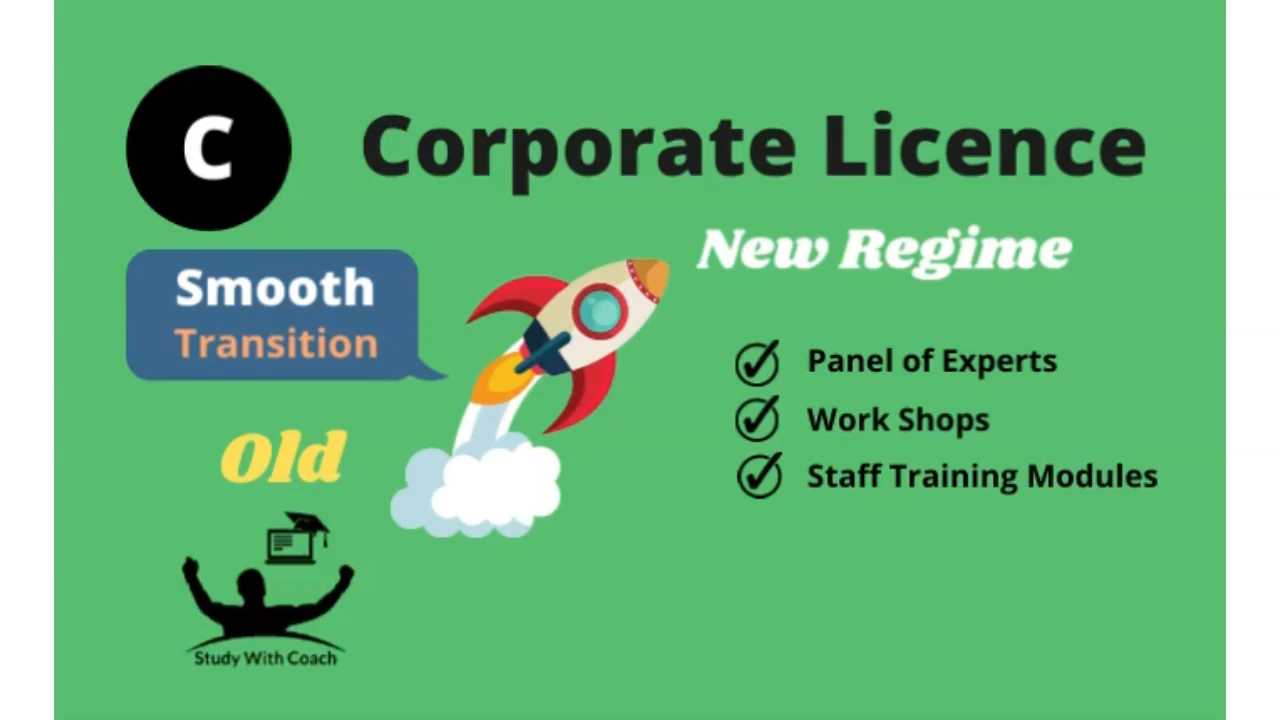 C
Corporate Licence
New Regime
Smooth
Transition
Panel of Experts
Work Shops
Staff Training Modules
Old
Study With Coach